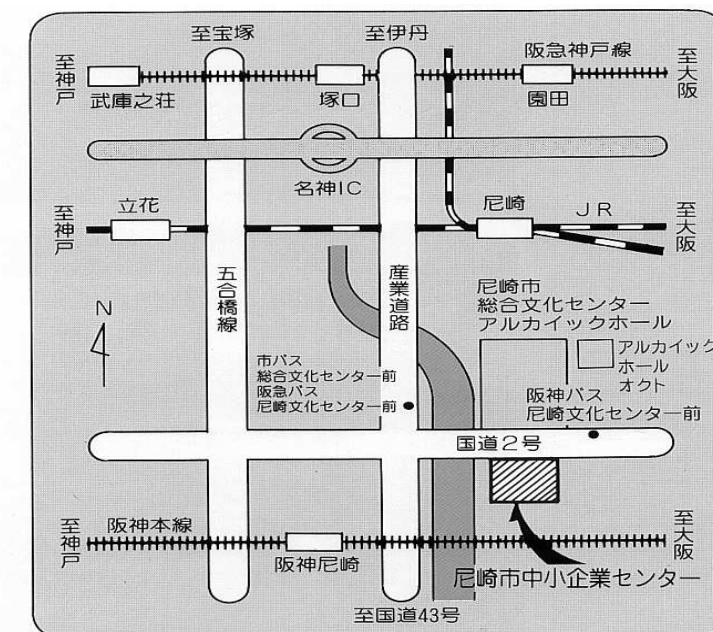 至宝塚
至伊丹
至神戸
武庫之荘
塚口
阪急神戸線
園田
至大阪
名神IC
至神戸
立花
尼崎
JR
至大阪
五合橋線
産業道路
N
尼崎市
総合文化センター
アルカイックホール
アルカイック
ホール
オクト
市バス
総合文化センター前
阪急バス
尼崎文化センター前
阪神バス
尼崎文化センター前
国道2号
至神戸
阪神本線
阪神尼崎
至大阪
尼崎市中小企業センター
至国道43号